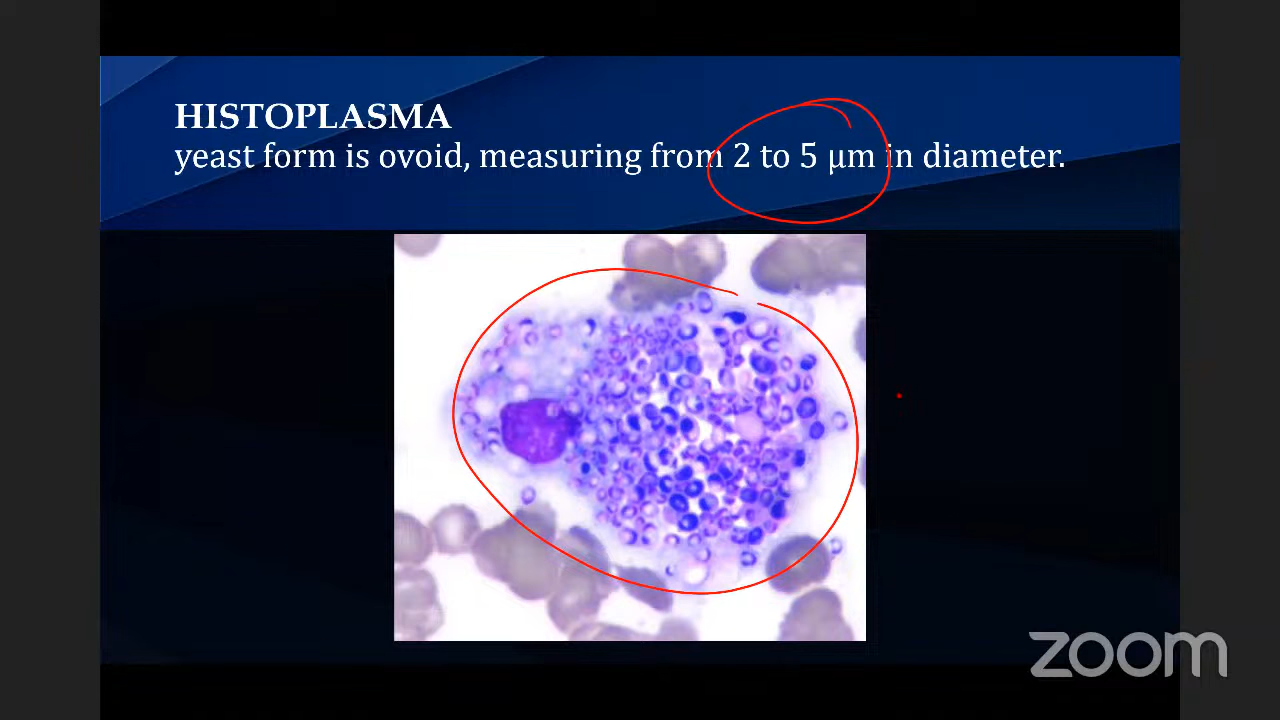 HISTOPLASMA
yeast form is ovoid, measuring from 2 to 5 μm in diameter.
zoom